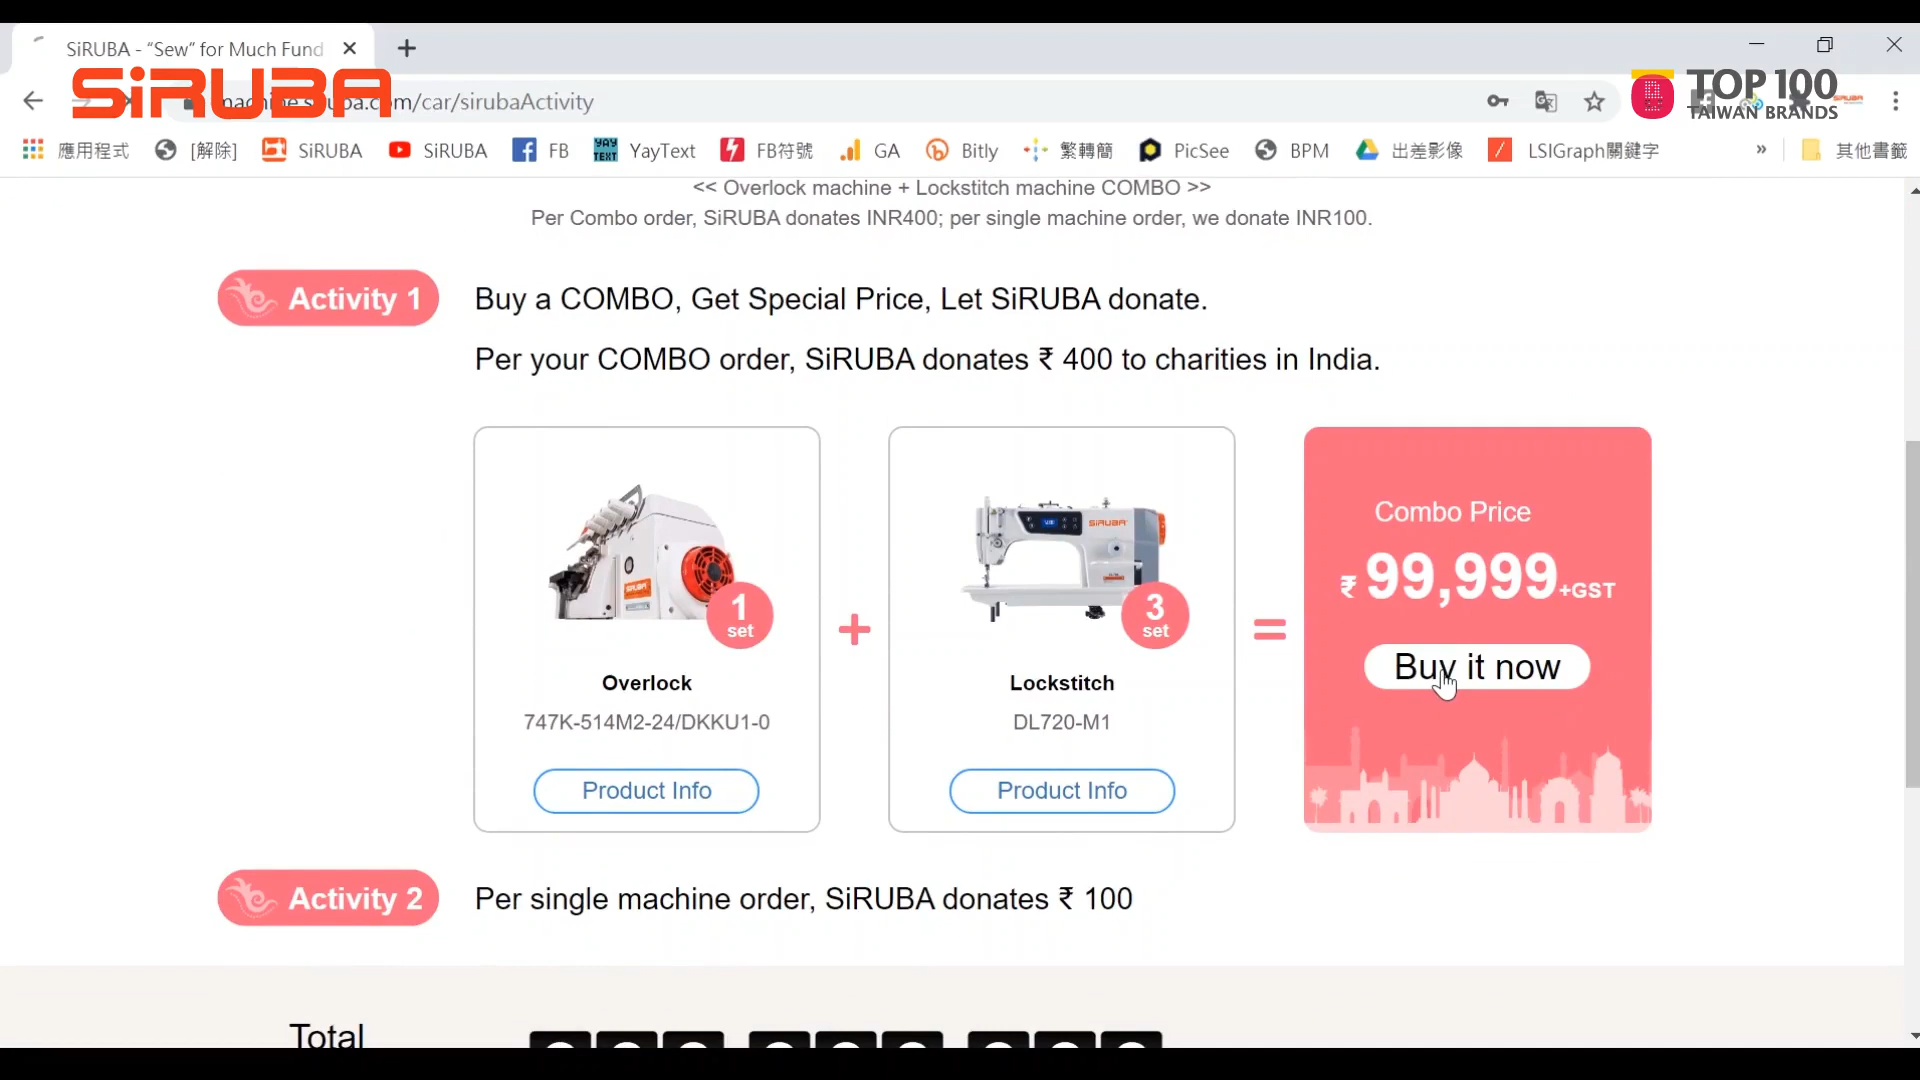 SiRUBA - “Sew” for Much Fund
SiRUBA
/car/sirubaActivity
TOP 100
TAIWAN BRANDS
應用程式
[解除]
SiRUBA
SiRUBA
FB
YAY
TEXT
YayText
FB符號
GA
Bitly
繁轉簡
PicSee
BPM
出差影像
LSIGraph關鍵字
»
其他書籤
<< Overlock machine + Lockstitch machine COMBO >>
Per Combo order, SiRUBA donates INR400; per single machine order, we donate INR100.
Activity 1
Buy a COMBO, Get Special Price, Let SiRUBA donate.
Per your COMBO order, SiRUBA donates ₹ 400 to charities in India.
1
set
Overlock
747K-514M2-24/DKKU1-0
Product Info
+
SiRUBA
3
set
Lockstitch
DL720-M1
Product Info
=
Combo Price
₹ 99,999 +GST
Buy it now
Activity 2
Per single machine order, SiRUBA donates ₹ 100
Total